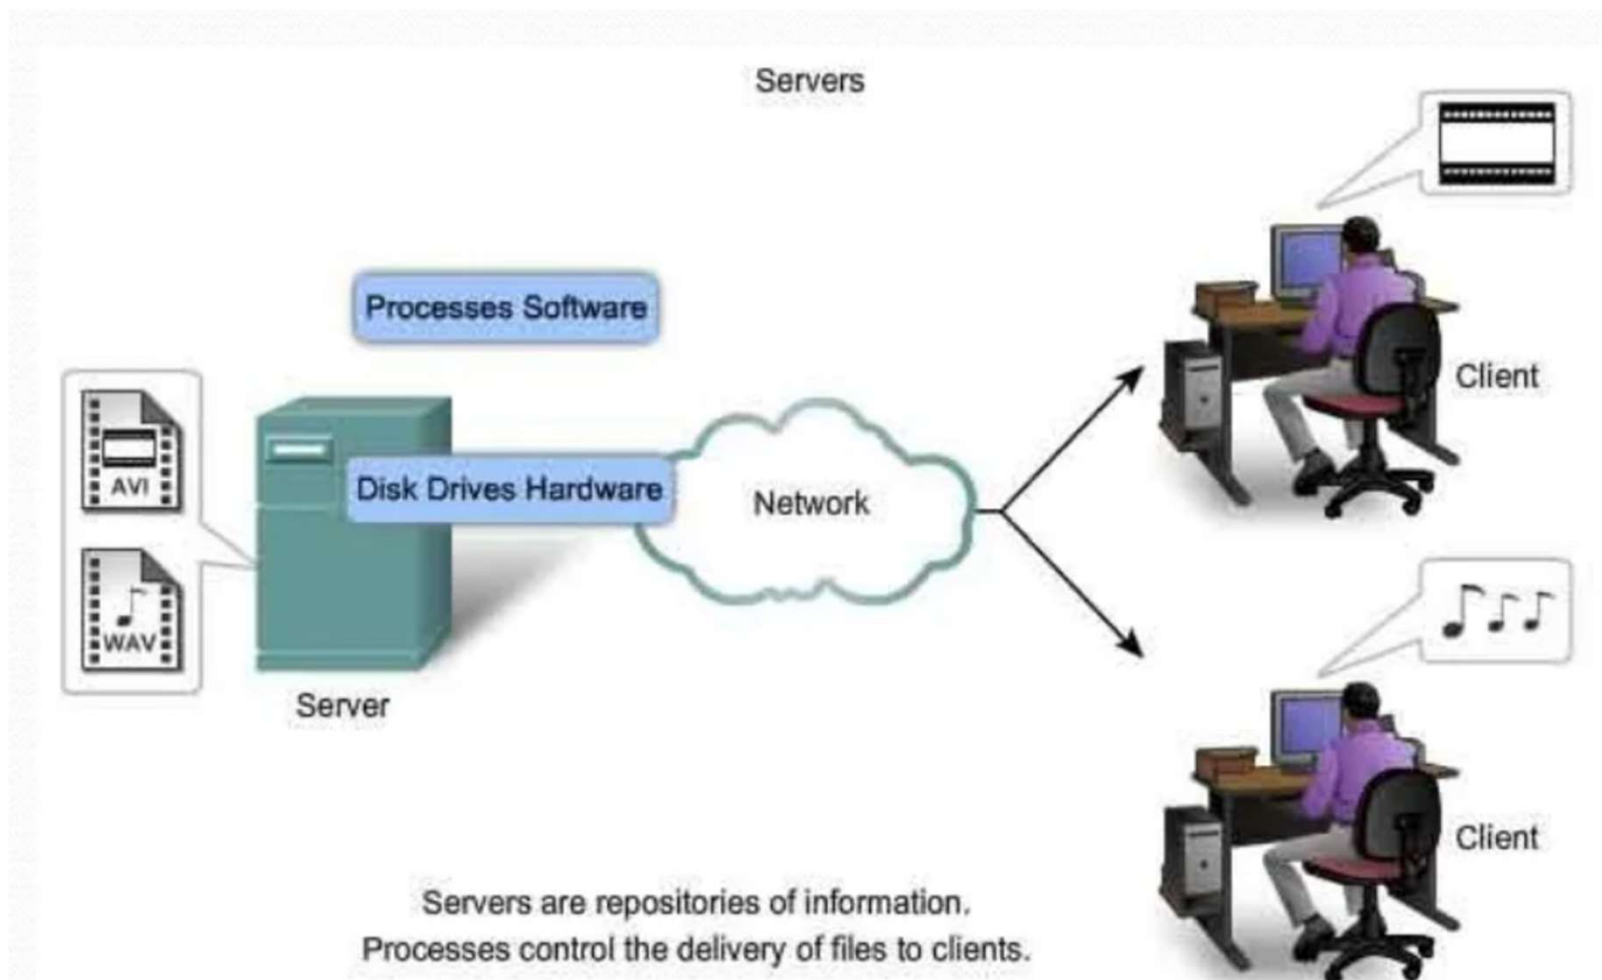 Servers
Processes Software
AVI
Disk Drives Hardware
Network
WAV
Server
Client
Client
Servers are repositories of information.
Processes control the delivery of files to clients.